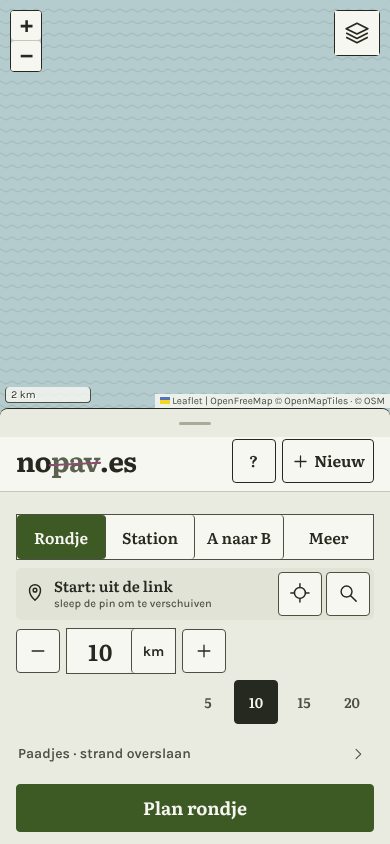 +
−
2 km
Leaflet | OpenFreeMap © OpenMapTiles · © OSM
nopav.es
?
+ Nieuw
Rondje
Station
A naar B
Meer
Start: uit de link
sleep de pin om te verschuiven
−
10
km
+
5
10
15
20
Paadjes · strand overslaan
Plan rondje